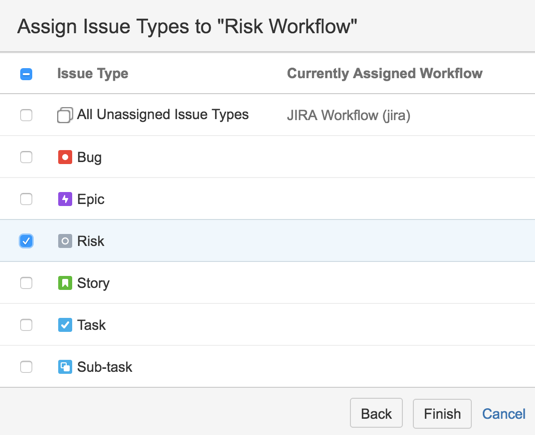 Assign Issue Types to "Risk Workflow"
Issue Type Currently Assigned Workflow
All Unassigned Issue Types JIRA Workflow (jira)
Bug
Epic
Risk
Story
Task
Sub-task
Back Finish Cancel